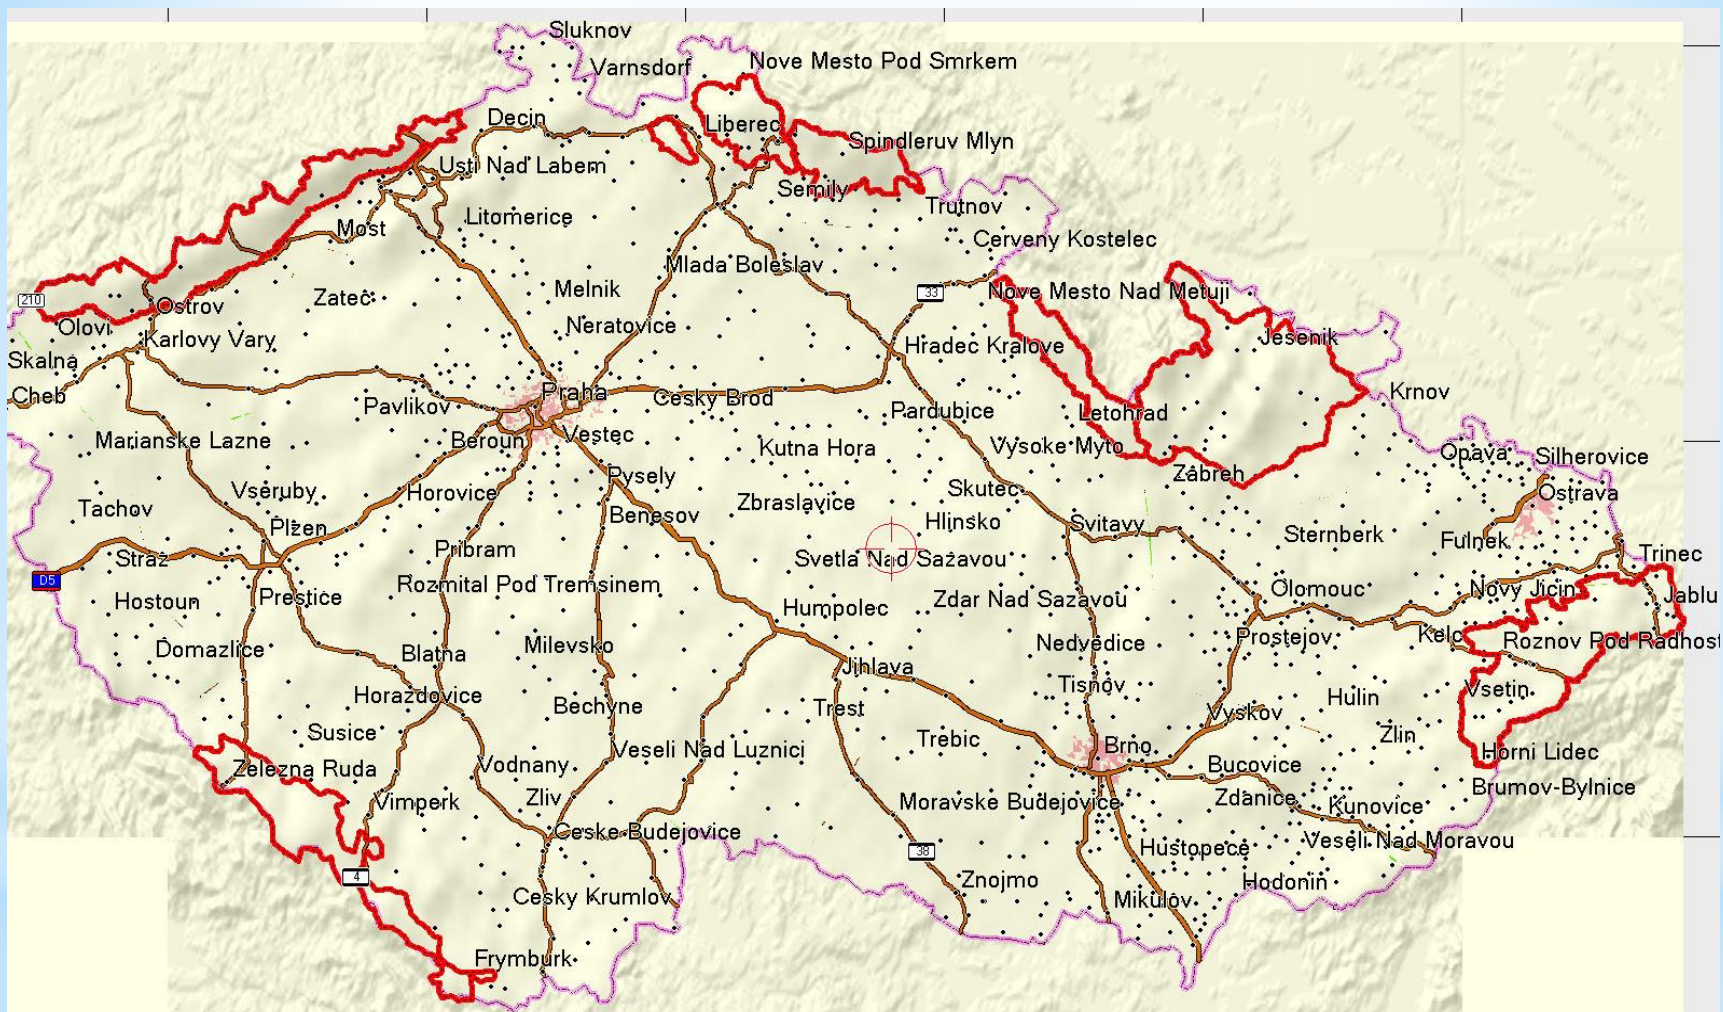 Sluknov
Nove Mesto Pod Smrkem
Varnsdorf
Decin
Liberec
Spindleruv Mlyn
Usti Nad Labem
Semily
Trutnov
Litomerice
Most
Cerveny Kostelec
Mlada Boleslav
Melnik
33
Nove Mesto Nad Metuji
210
Zatec
Ostrov
Olovi
Neratovice
Karlovy Vary
Hradec Kralove
Jesenik
Skalna
Cheb
Praha
Cesky Brod
Krnov
Pavlikov
Pardubice
Letohrad
Marianske Lazne
Beroun
Vestec
Kutna Hora
Vysoke Myto
Opava
Silherovice
Pysely
Zabreh
Vseruby
Horovice
Skutec
Ostrava
Tachov
Zbraslavice
Benesov
Hlinsko
Svitavy
Plzen
Sternberk
Fulnek
Pribram
Straz
Svetla Nad Sazavou
Trinec
D5
Rozmital Pod Tremsinem
Olomouc
Novy Jicin
Jablu
Hostoun
Prestice
Humpolec
Zdar Nad Sazavou
Prostejov
Kelc
Roznov Pod Radhost
Domazlice
Blatna
Milevsko
Nedvedice
Jihlava
Horazdovice
Tisnov
Hulin
Vsetin
Bechyne
Trest
Vyskov
Susice
Trebic
Zlin
Veseli Nad Luznici
Brno
Horni Lidec
Zelezna Ruda
Vodnany
Bucovice
Brumov-Bylnice
Vimperk
Zliv
Moravske Budejovice
Zdanice
Kunovice
Ceske Budejovice
Veseli Nad Moravou
38
Hustopece
4
Znojmo
Hodonin
Cesky Krumlov
Mikulov
Frymburk